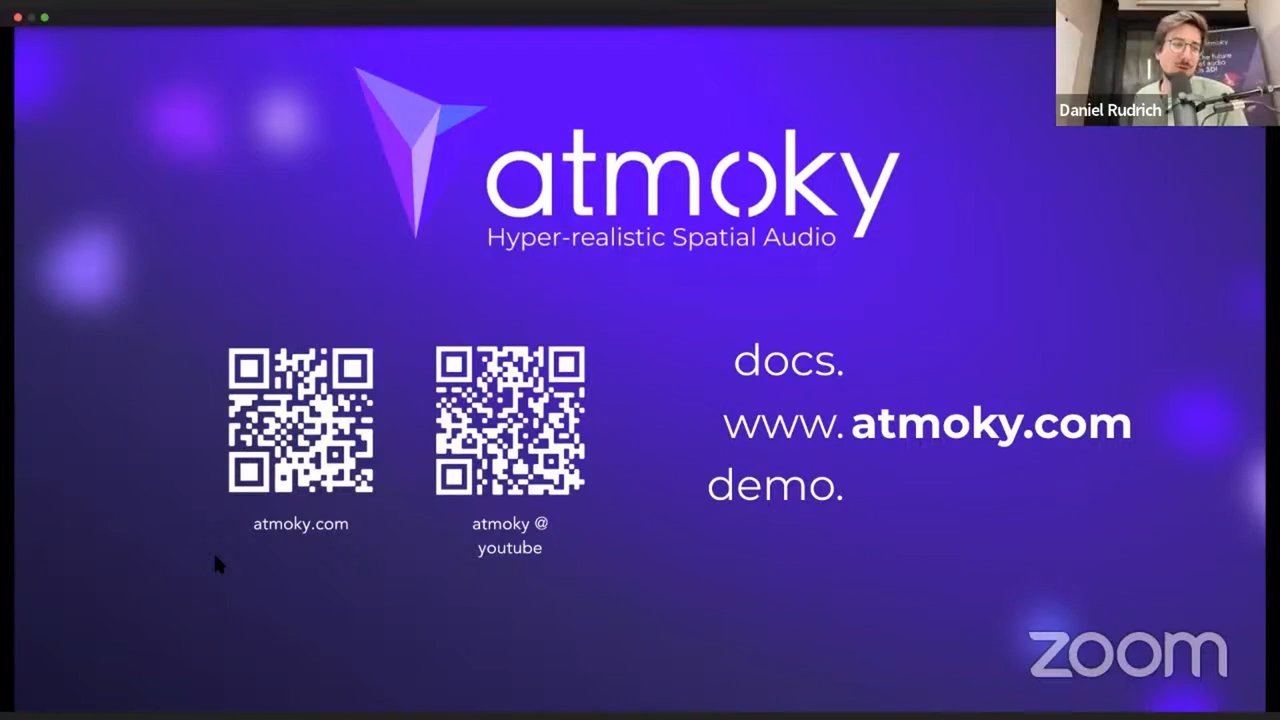 atmoky
Hyper-realistic Spatial Audio
Daniel Rudrich
docs.
www.atmoky.com
demo.
atmoky.com
atmoky @
youtube
zoom